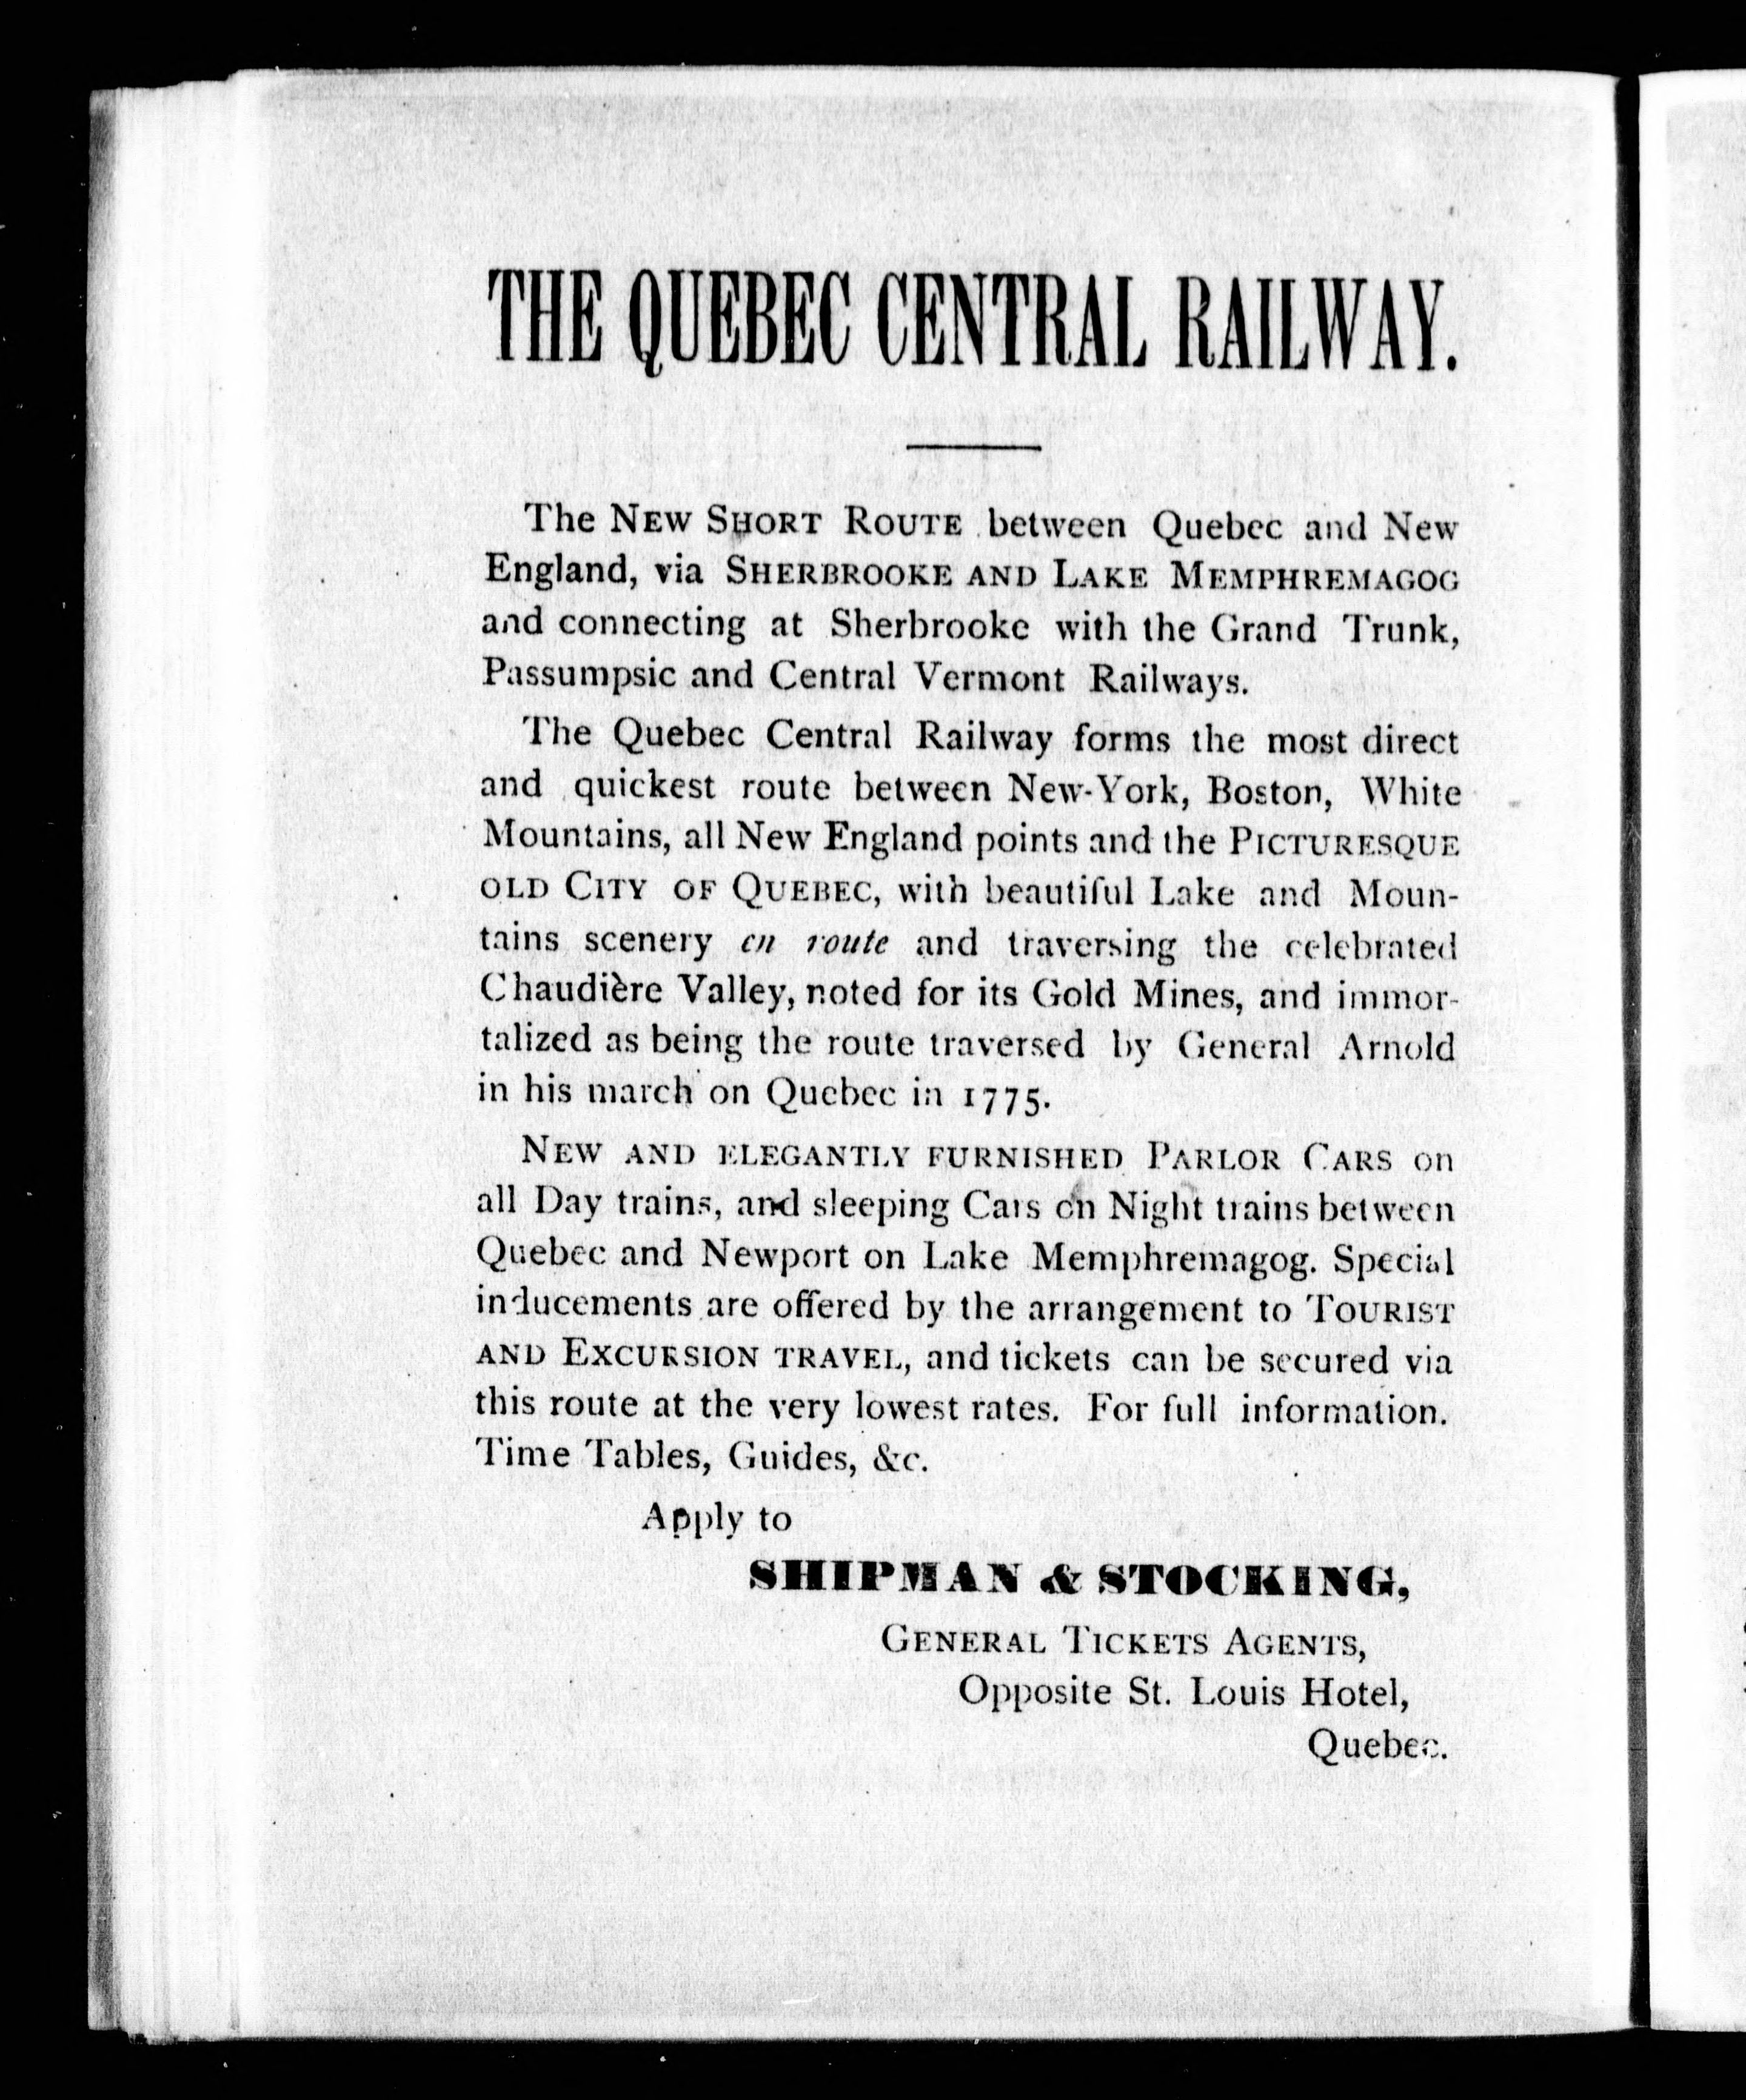 THE QUEBEC CENTRAL RAILWAY.
The NEW SHORT ROUTE between Quebec and New
England, via SHERBROOKE AND LAKE MEMPHREMAGOG
and connecting at Sherbrooke with the Grand Trunk,
Passumpsic and Central Vermont Railways.
The Quebec Central Railway forms the most direct
and quickest route between New-York, Boston, White
Mountains, all New England points and the PICTURESQUE
OLD CITY OF QUEBEC, with beautiful Lake and Moun-
tains scenery en route and traversing the celebrated
Chaudière Valley, noted for its Gold Mines, and immor-
talized as being the route traversed by General Arnold
in his march on Quebec in 1775.
NEW AND ELEGANTLY FURNISHED PARLOR CARS on
all Day trains, and sleeping Cars on Night trains between
Quebec and Newport on Lake Memphremagog. Special
inducements are offered by the arrangement to TOURIST
AND EXCURSION TRAVEL, and tickets can be secured via
this route at the very lowest rates. For full information.
Time Tables, Guides, &c.
Apply to
SHIPMAN & STOCKING,
GENERAL TICKETS AGENTS,
Opposite St. Louis Hotel,
Quebec.